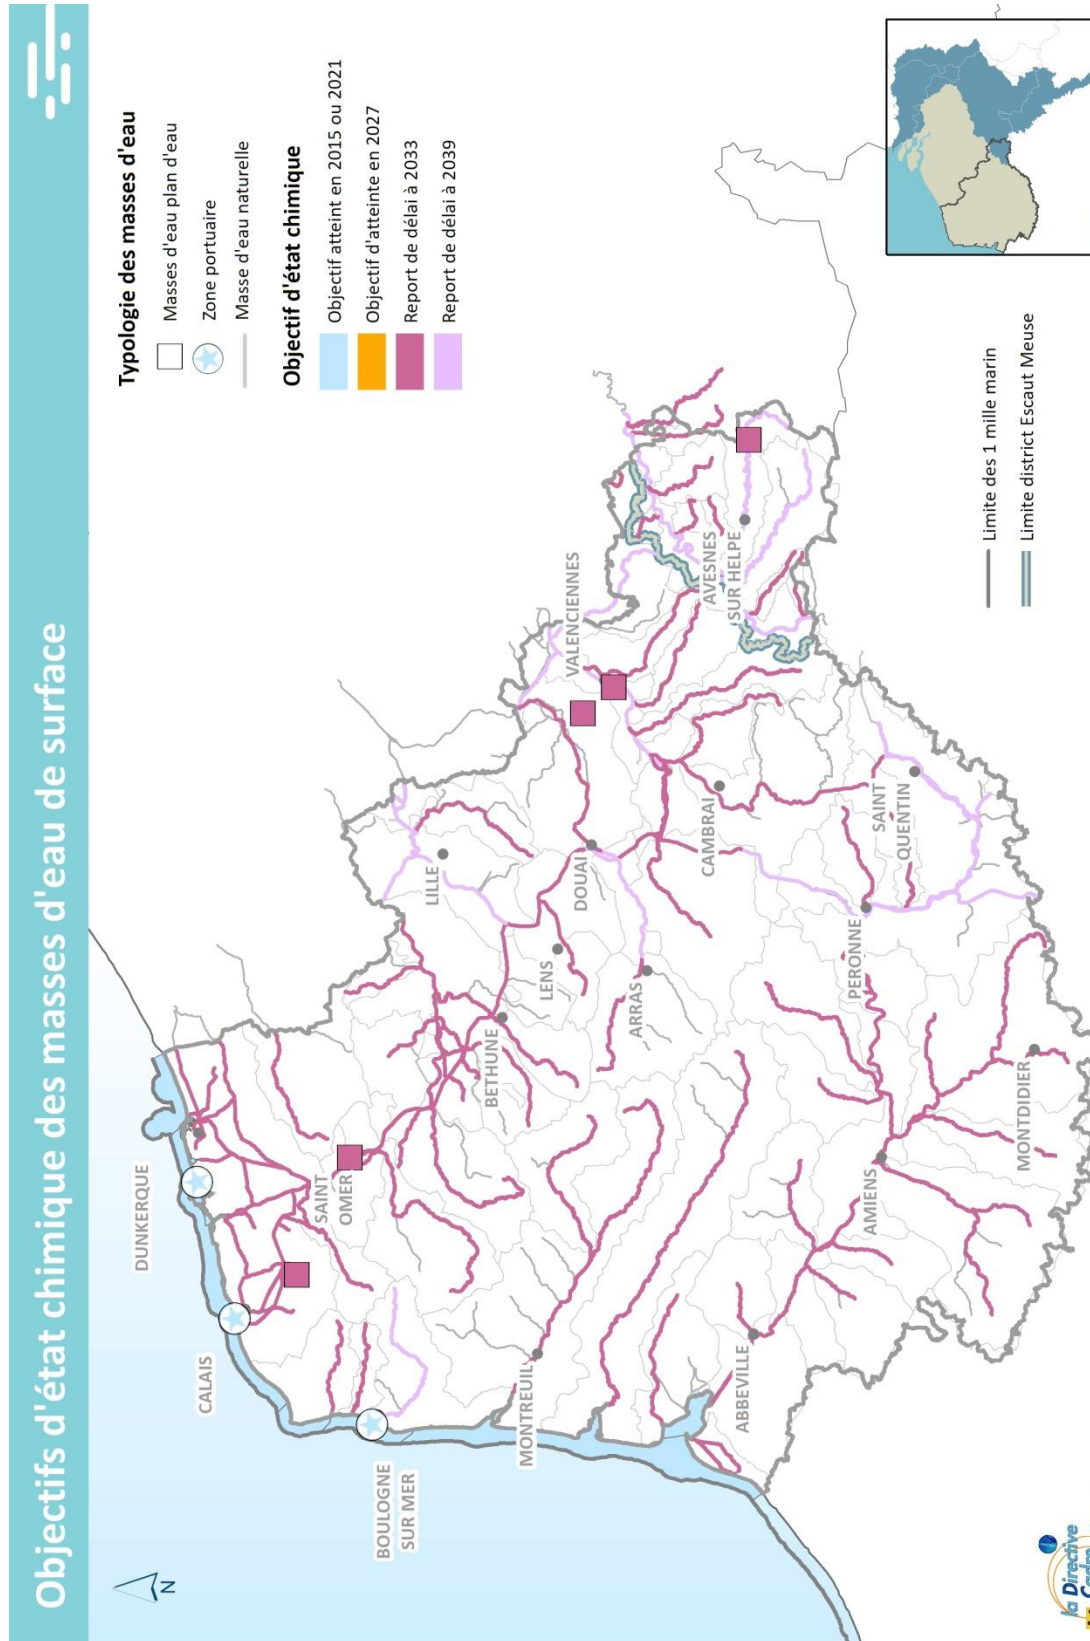 Objectifs d'état chimique des masses d'eau de surface
Typologie des masses d'eau
Masses d'eau plan d'eau
Zone portuaire
Masse d'eau naturelle
Objectif d'état chimique
Objectif atteint en 2015 ou 2021
Objectif d'atteinte en 2027
Report de délai à 2033
Report de délai à 2039
N
DUNKERQUE
CALAIS
BOULOGNE
SUR MER
SAINT
OMER
LILLE
BETHUNE
LENS
MONTREUIL
DOUAI
VALENCIENNES
ARRAS
CAMBRAI
AVESNES
SUR HELPE
ABBEVILLE
AMIENS
PERONNE
SAINT
QUENTIN
MONTDIDIER
Limite des 1 mille marin
Limite district Escaut Meuse
la Directive
Cadre